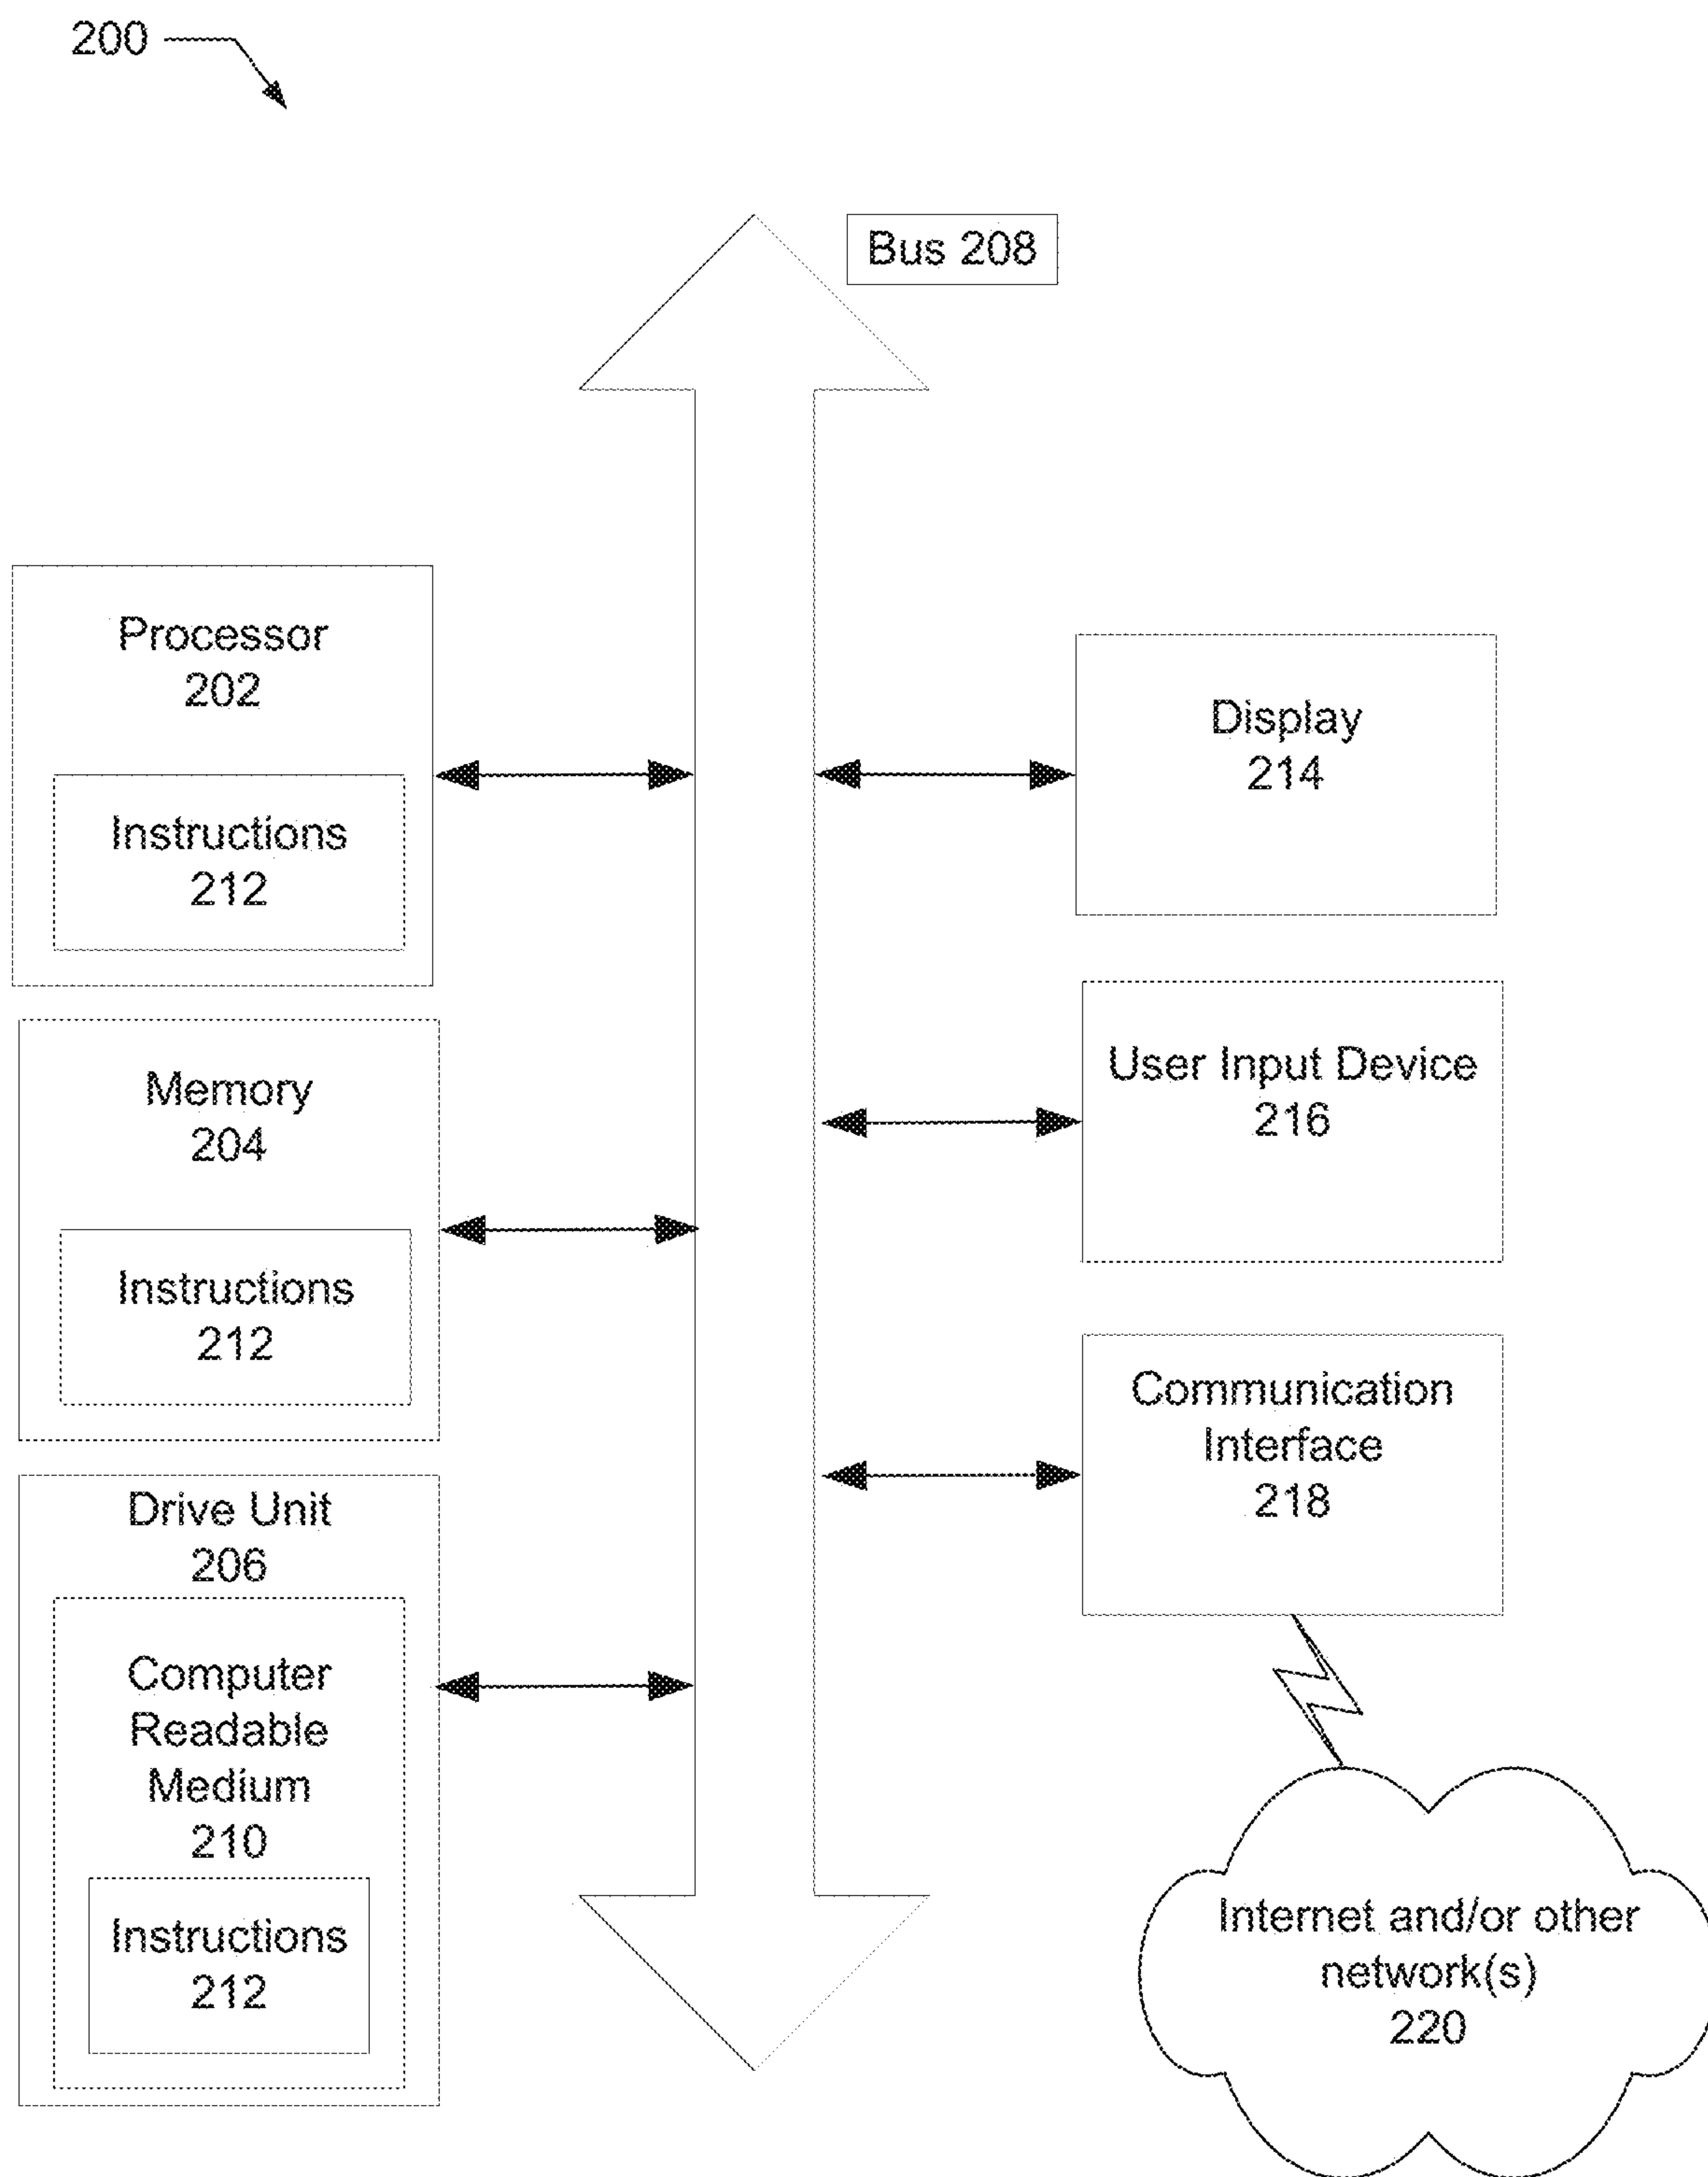 200
Bus 208
Processor
202
Instructions
212
Memory
204
Instructions
212
Drive Unit
206
Computer
Readable
Medium
210
Instructions
212
Display
214
User Input Device
216
Communication
Interface
218
Internet and/or other
network(s)
220